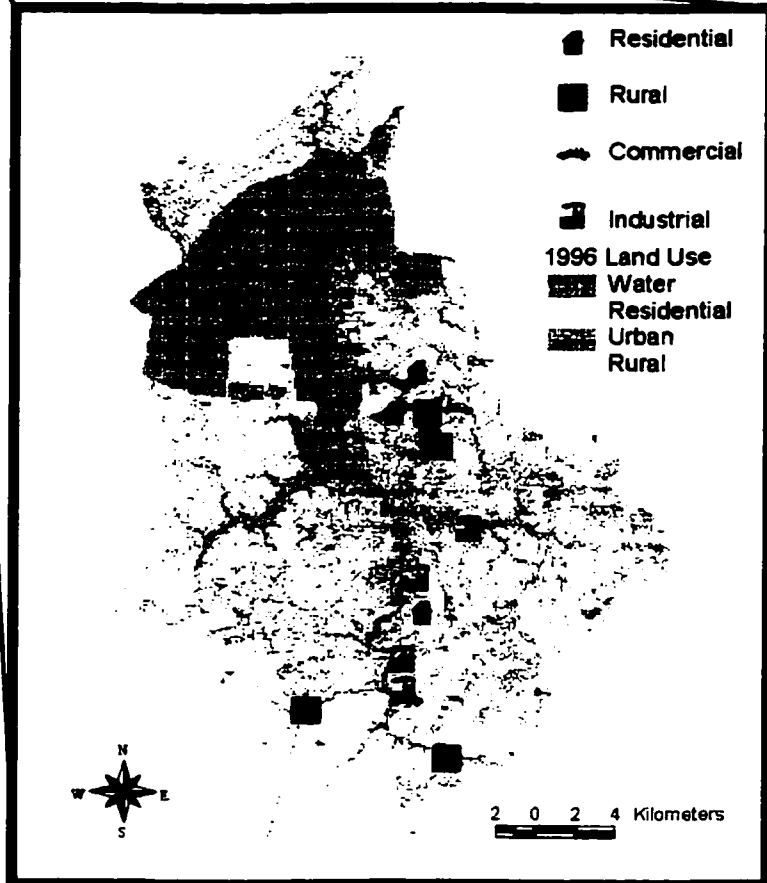 Residential
Rural
Commercial
Industrial
1996 Land Use
Water
Residential
Urban
Rural
N
W E
S
2 0 2 4 Kilometers